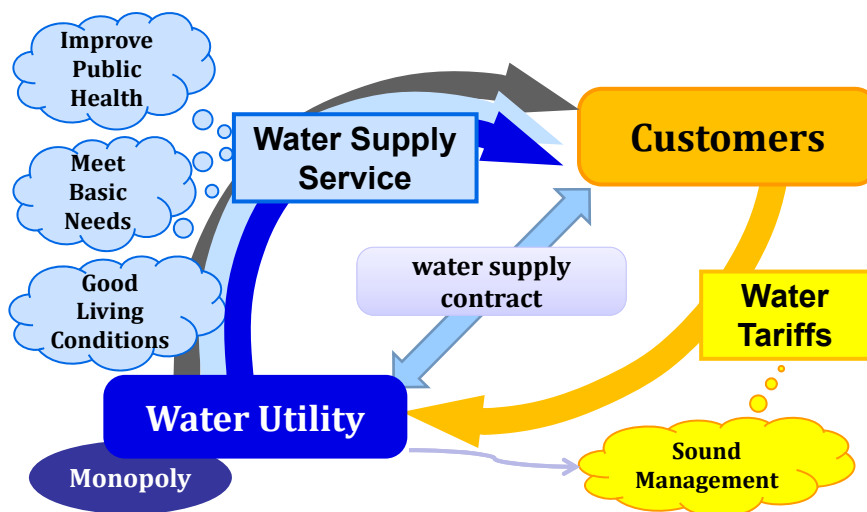 Improve
Public
Health
Meet
Basic
Needs
Good
Living
Conditions
Water Supply
Service
Customers
water supply
contract
Water
Tariffs
Water Utility
Monopoly
Sound
Management